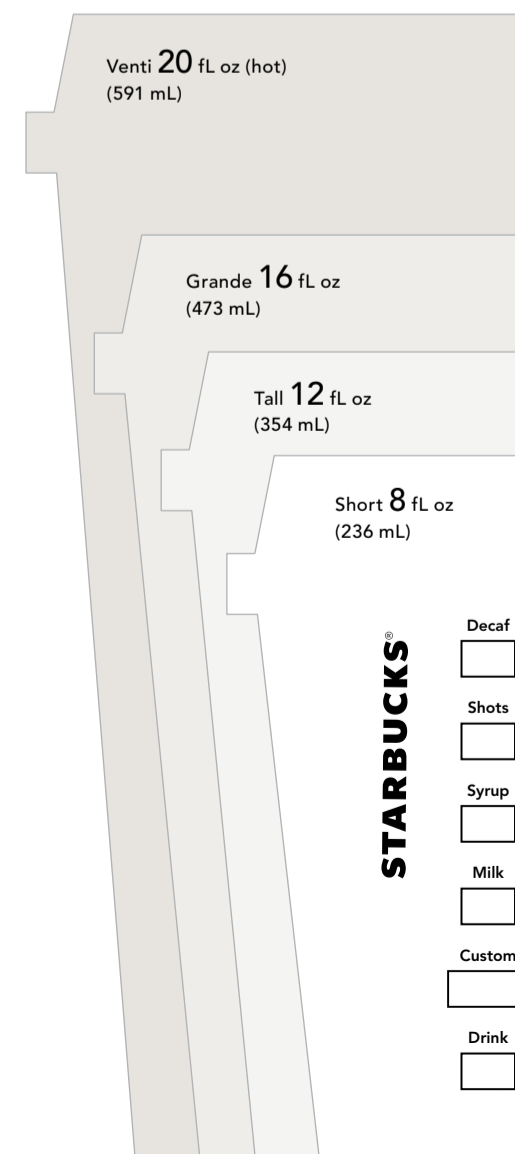 Venti 20 fL oz (hot)
(591 mL)
Grande 16 fL oz
(473 mL)
Tall 12 fL oz
(354 mL)
Short 8 fL oz
(236 mL)
STARBUCKS®
Decaf
Shots
Syrup
Milk
Custom
Drink